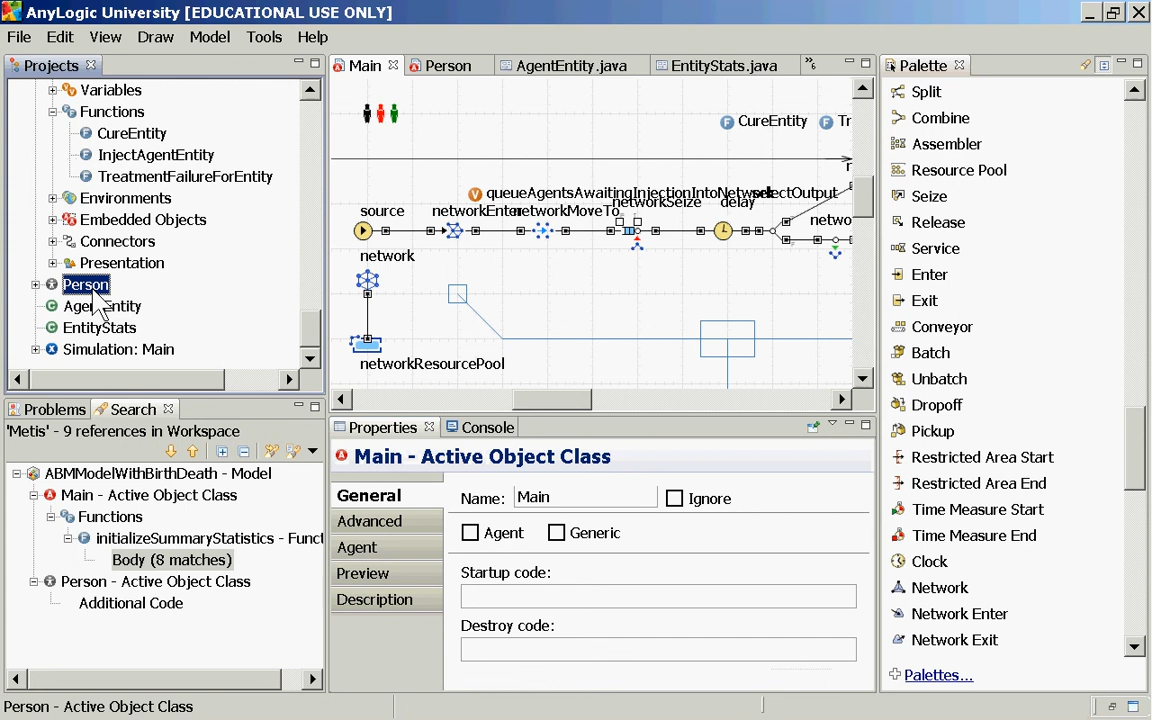 AnyLogic University [EDUCATIONAL USE ONLY]
File Edit View Draw Model Tools Help
Projects
Variables
Functions
CureEntity
InjectAgentEntity
TreatmentFailureForEntity
Environments
Embedded Objects
Connectors
Presentation
Person
AgentEntity
EntityStats
Simulation: Main
Problems Search
'Metis' - 9 references in Workspace
ABMModelWithBirthDeath - Model
Main - Active Object Class
Functions
initializeSummaryStatistics - Funct
Body (8 matches)
Person - Active Object Class
Additional Code
Main Person AgentEntity.java EntityStats.java
CureEntity Tr
queueAgentsAwaitingInjectionIntoNetwork selectOutput
source networkEnter networkMoveTo networkSeize delay netwo
network
networkResourcePool
Properties Console
Main - Active Object Class
General
Advanced
Agent
Preview
Description
Name: Main Ignore
Agent Generic
Startup code:
Destroy code:
Palette
Split
Combine
Assembler
Resource Pool
Seize
Release
Service
Enter
Exit
Conveyor
Batch
Unbatch
Dropoff
Pickup
Restricted Area Start
Restricted Area End
Time Measure Start
Time Measure End
Clock
Network
Network Enter
Network Exit
Palettes...
Person - Active Object Class